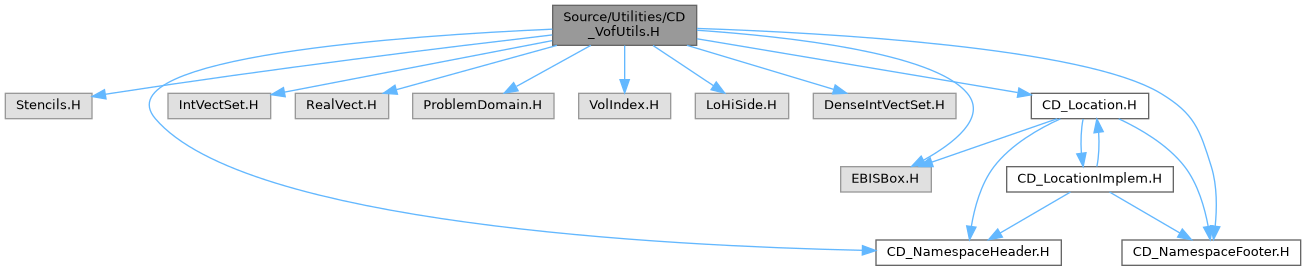 Source/Utilities/CD
_VofUtils.H
Stencils.H
IntVectSet.H
RealVect.H
ProblemDomain.H
VolIndex.H
LoHiSide.H
DenseIntVectSet.H
CD_Location.H
EBISBox.H
CD_LocationImplem.H
CD_NamespaceHeader.H
CD_NamespaceFooter.H